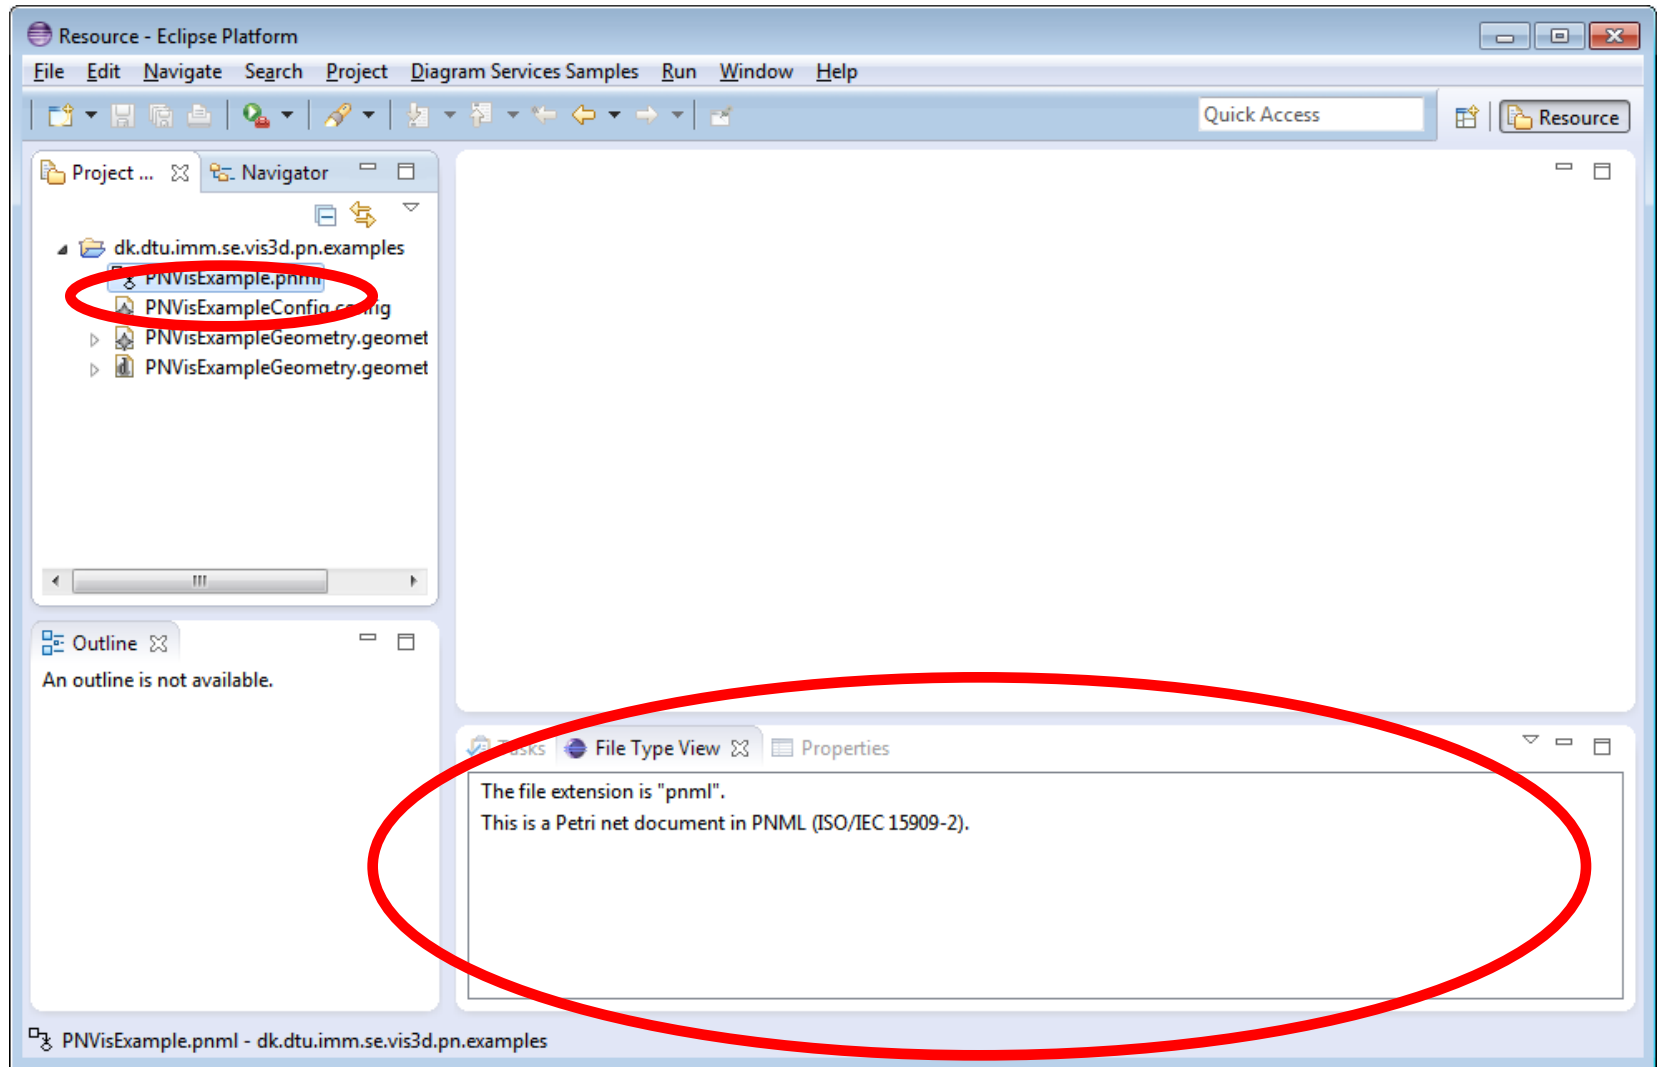 Resource - Eclipse Platform
File Edit Navigate Search Project Diagram Services Samples Run Window Help
Quick Access
Resource
Project ...
Navigator
dk.dtu.imm.se.vis3d.pn.examples
PNVisExample.pnml
PNVisExampleConfig.config
PNVisExampleGeometry.geomet
PNVisExampleGeometry.geomet
Outline
An outline is not available.
Tasks
File Type View
Properties
The file extension is "pnml".
This is a Petri net document in PNML (ISO/IEC 15909-2).
PNVisExample.pnml - dk.dtu.imm.se.vis3d.pn.examples